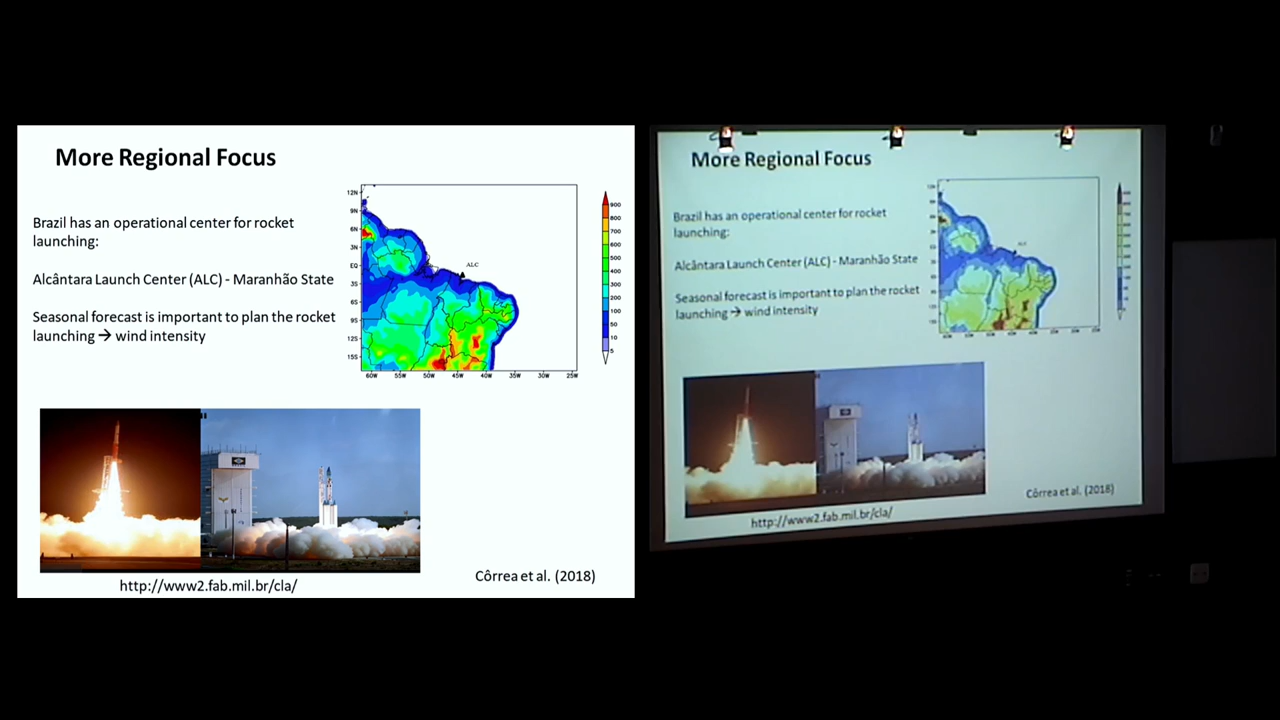 More Regional Focus
Brazil has an operational center for rocket
launching:
Alcântara Launch Center (ALC) - Maranhão State
Seasonal forecast is important to plan the rocket
launching → wind intensity
12N
9N
6N
3N
EQ
3S
6S
9S
12S
15S
60W 55W 50W 45W 40W 35W 30W 25W
ALC
900
800
700
600
500
400
300
200
100
50
10
5
http://www2.fab.mil.br/cla/
Côrrea et al. (2018)
More Regional Focus
Brazil has an operational center for rocket
launching:
Alcântara Launch Center (ALC) - Maranhão State
Seasonal forecast is important to plan the rocket
launching → wind intensity
ALC
http://www2.fab.mil.br/cla/
Côrrea et al. (2018)